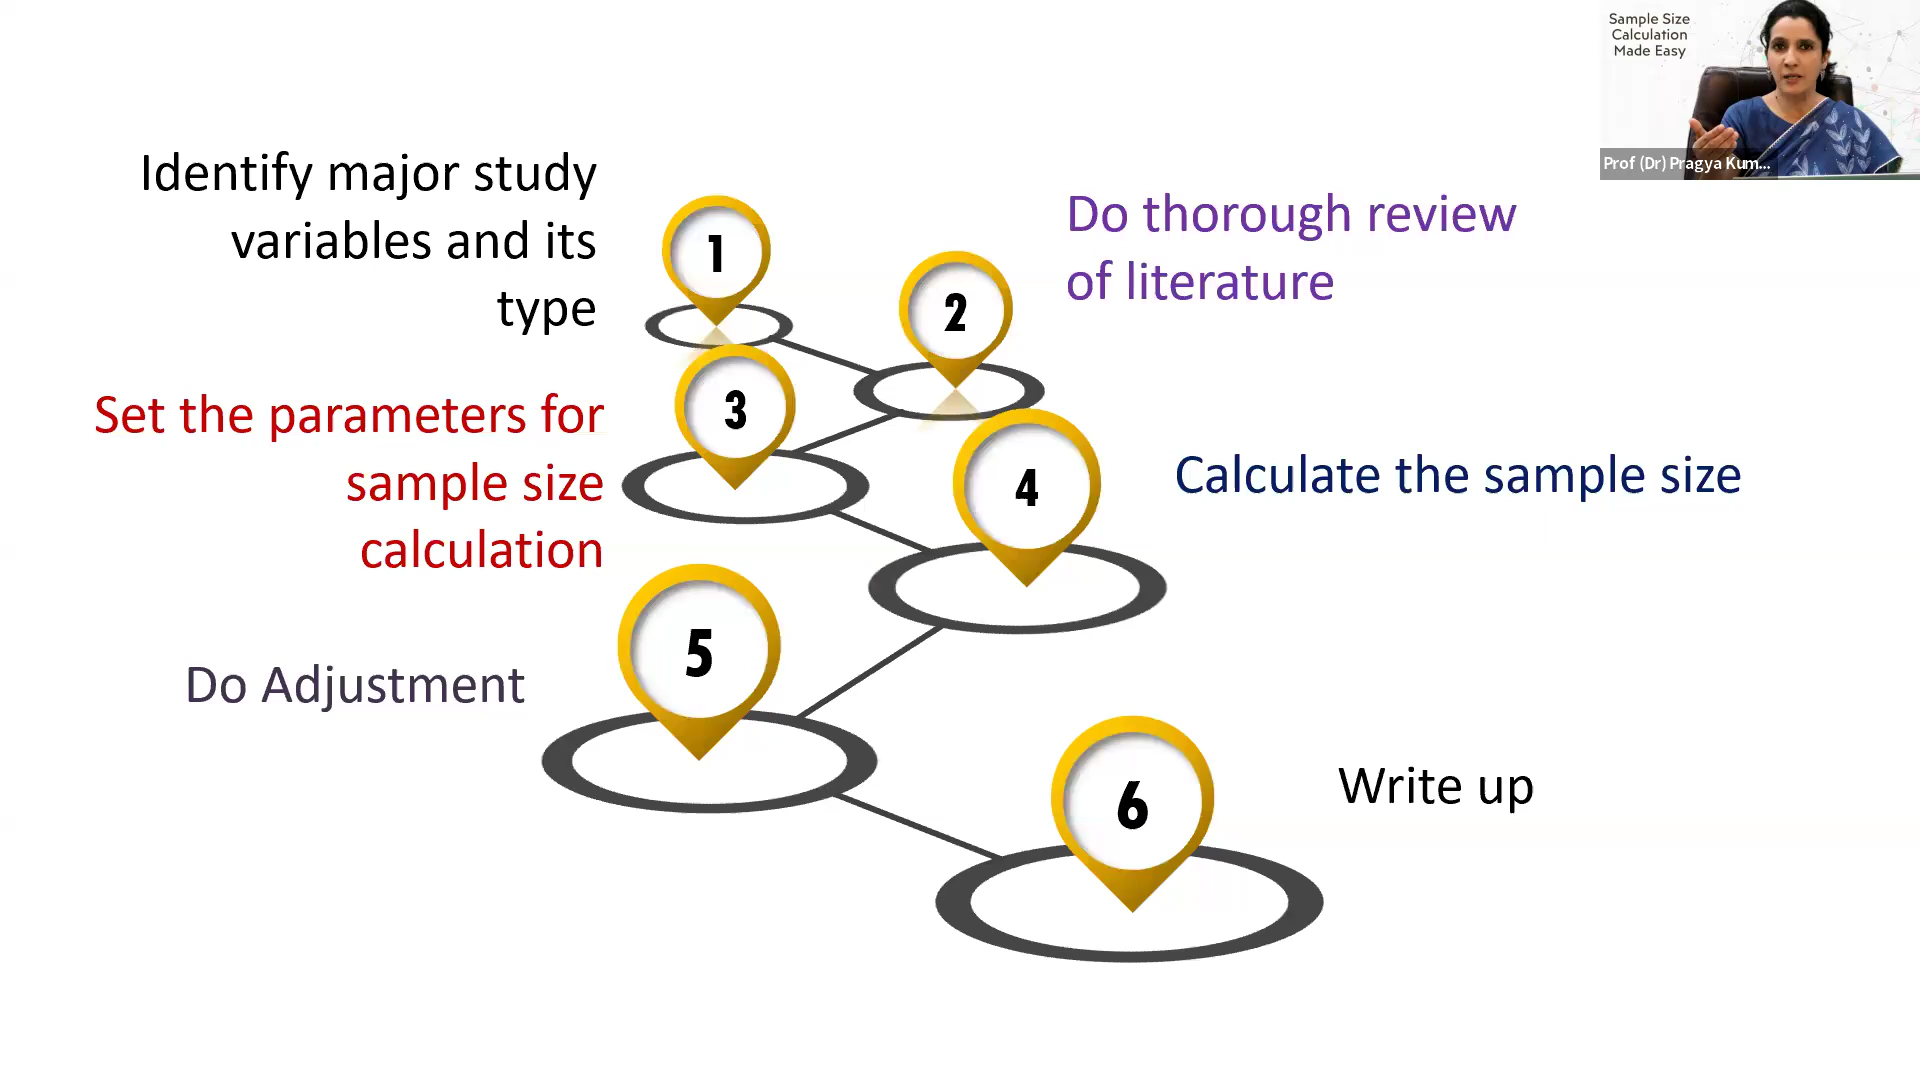 Sample Size
Calculation
Made Easy
Prof (Dr) Pragya Kum...
Identify major study
variables and its
type
1
Do thorough review
of literature
2
Set the parameters for
sample size
calculation
3
Calculate the sample size
4
Do Adjustment
5
Write up
6